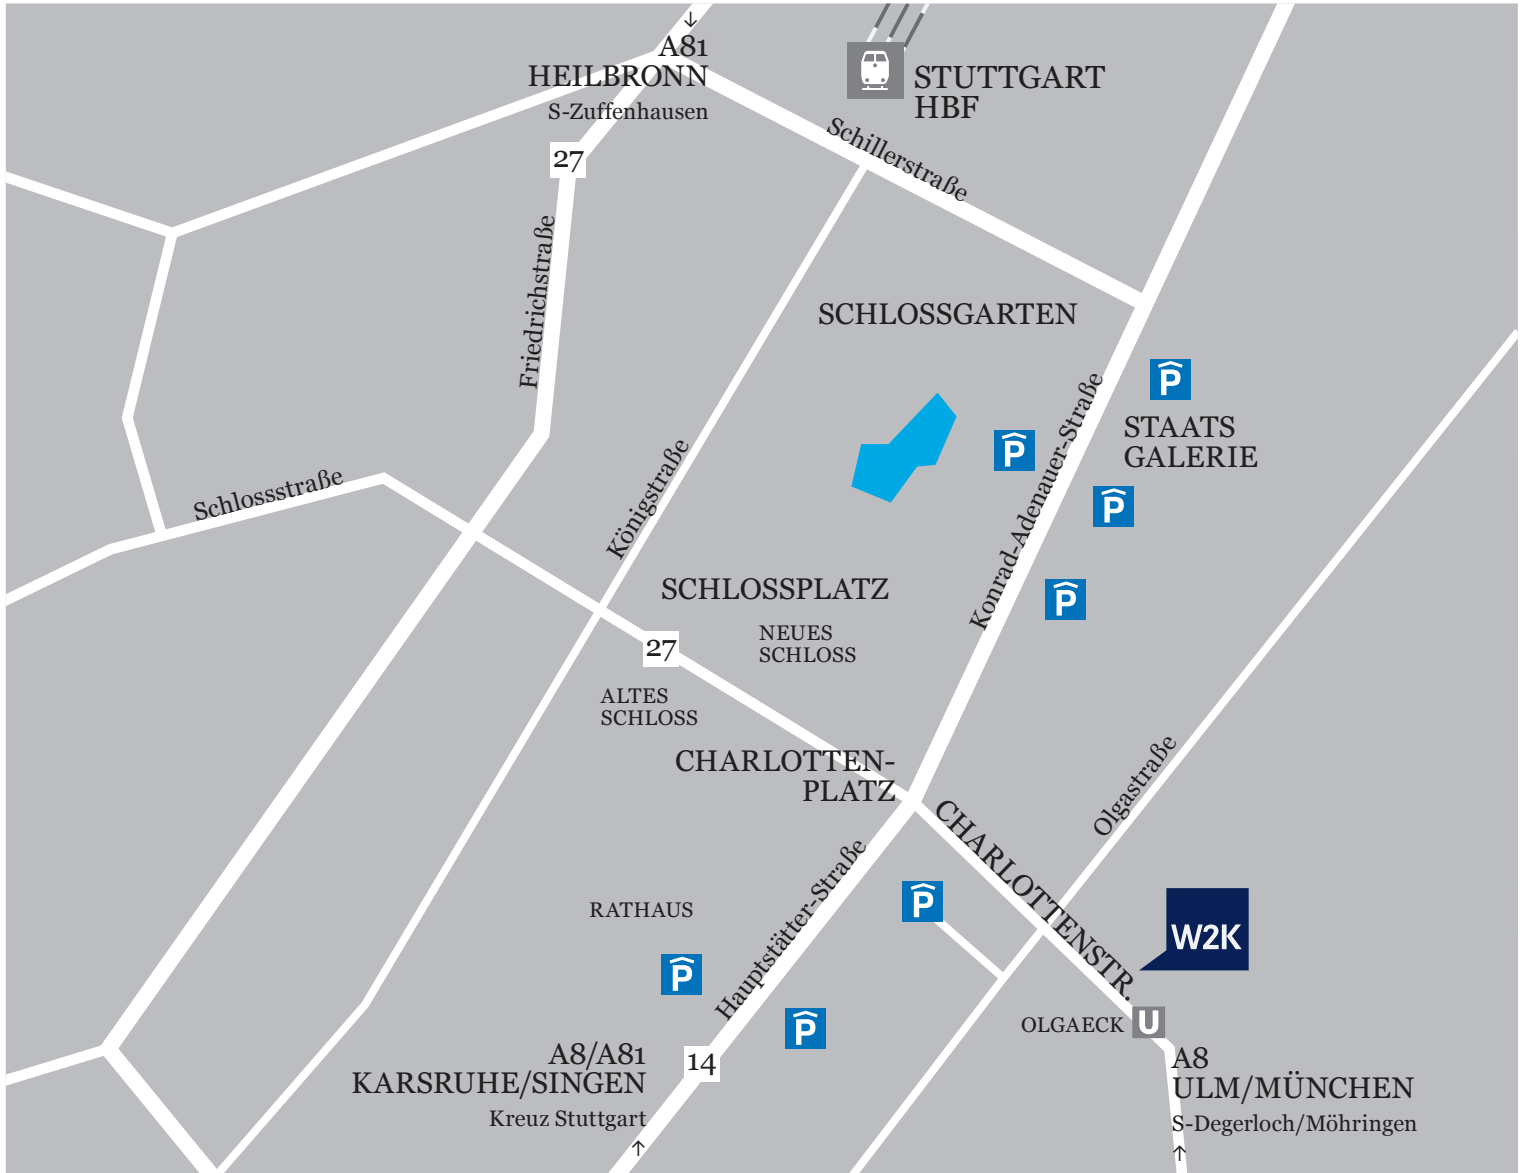 A81
HEILBRONN
S-Zuffenhausen
STUTTGART
HBF
27
Schillerstraße
Friedrichstraße
SCHLOSSGARTEN
P
Konrad-Adenauer-Straße
STAATS
GALERIE
P
P
P
Königstraße
Schlossstraße
SCHLOSSPLATZ
NEUES
SCHLOSS
27
ALTES
SCHLOSS
CHARLOTTEN-
PLATZ
Olgastraße
CHARLOTTENSTR.
Hauptstätter-Straße
P
RATHAUS
W2K
P
P
OLGAECK
U
14
A8/A81
KARSRUHE/SINGEN
Kreuz Stuttgart
A8
ULM/MÜNCHEN
S-Degerloch/Möhringen